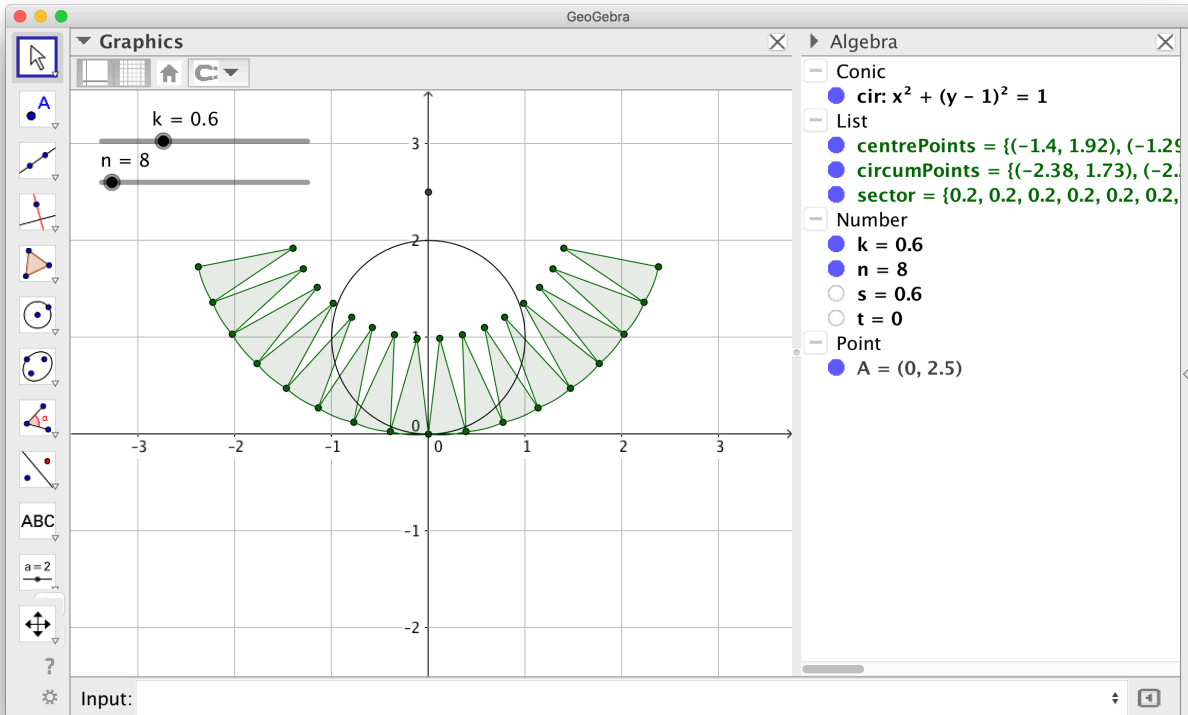 GeoGebra
Graphics
Algebra
k = 0.6
n = 8
3
2
1
0
-3 -2 -1 0 1 2 3
-1
-2
A
α
ABC
a=2
?
Conic
cir: x² + (y − 1)² = 1
List
centrePoints = {(−1.4, 1.92), (−1.29
circumPoints = {(−2.38, 1.73), (−2.
sector = {0.2, 0.2, 0.2, 0.2, 0.2, 0.2,
Number
k = 0.6
n = 8
s = 0.6
t = 0
Point
A = (0, 2.5)
Input: